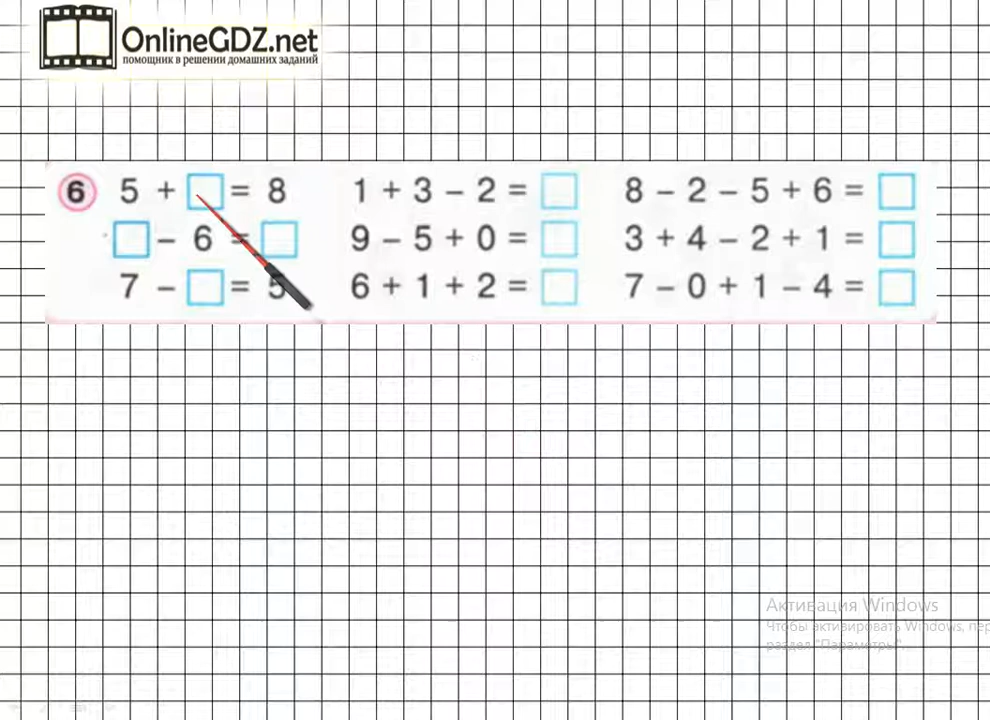 OnlineGDZ.net
помощник в решении домашних заданий
6
5 + □ = 8
□ – 6 = □
7 – □ = 5
1 + 3 – 2 = □
9 – 5 + 0 = □
6 + 1 + 2 = □
8 – 2 – 5 + 6 = □
3 + 4 – 2 + 1 = □
7 – 0 + 1 – 4 = □
Активация Windows
Чтобы активировать Windows, пер
раздел "Параметры".